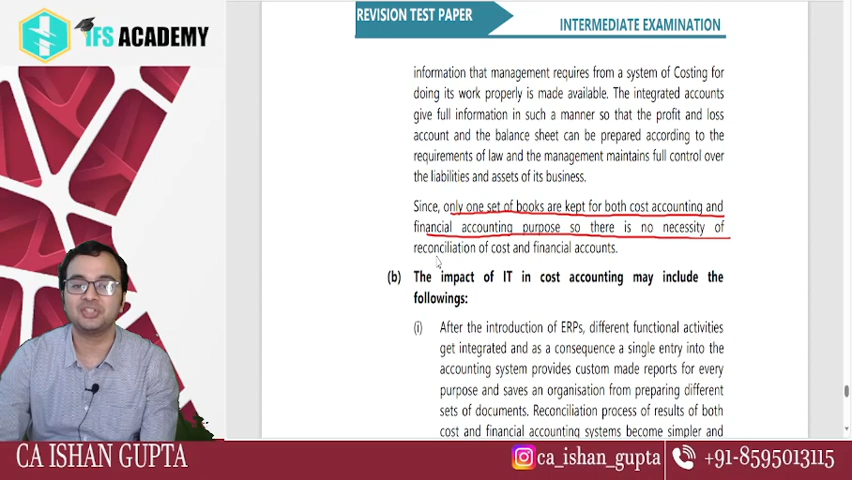 IFS ACADEMY
REVISION TEST PAPER
INTERMEDIATE EXAMINATION
information that management requires from a system of Costing for
doing its work properly is made available. The integrated accounts
give full information in such a manner so that the profit and loss
account and the balance sheet can be prepared according to the
requirements of law and the management maintains full control over
the liabilities and assets of its business.
Since, only one set of books are kept for both cost accounting and
financial accounting purpose so there is no necessity of
reconciliation of cost and financial accounts.
(b) The impact of IT in cost accounting may include the
followings:
(i) After the introduction of ERPs, different functional activities
get integrated and as a consequence a single entry into the
accounting system provides custom made reports for every
purpose and saves an organisation from preparing different
sets of documents. Reconciliation process of results of both
cost and financial accounting systems become simpler and
CA ISHAN GUPTA
ca_ishan_gupta
+91-8595013115